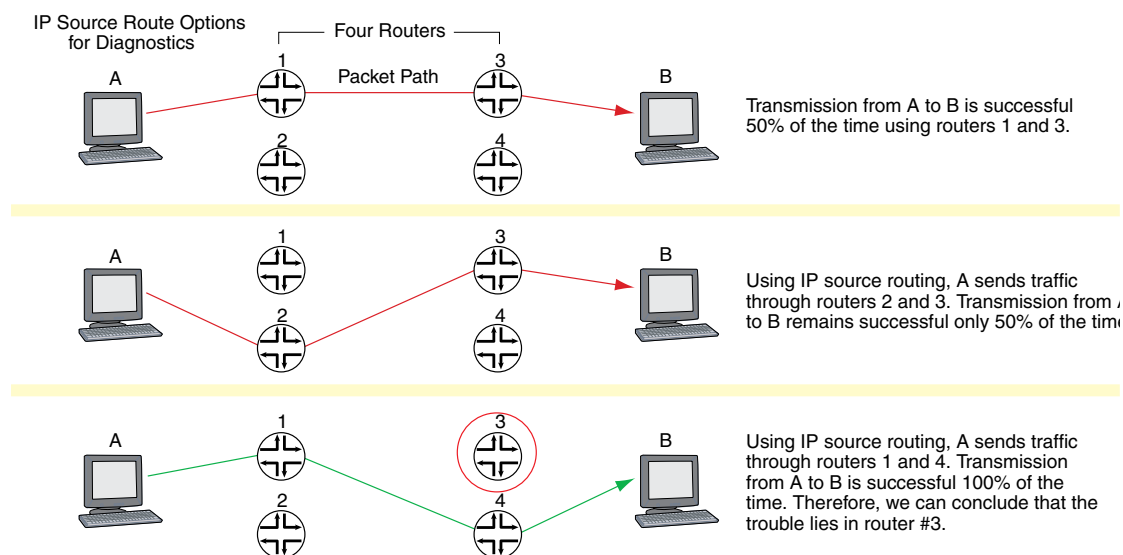 IP Source Route Options
for Diagnostics
Four Routers
A
1
Packet Path
3
B
2
4
Transmission from A to B is successful
50% of the time using routers 1 and 3.
A
1
3
B
2
4
Using IP source routing, A sends traffic
through routers 2 and 3. Transmission from
to B remains successful only 50% of the
A
1
3
B
2
4
Using IP source routing, A sends traffic
through routers 1 and 4. Transmission
from A to B is successful 100% of the
time. Therefore, we can conclude that the
trouble lies in router #3.